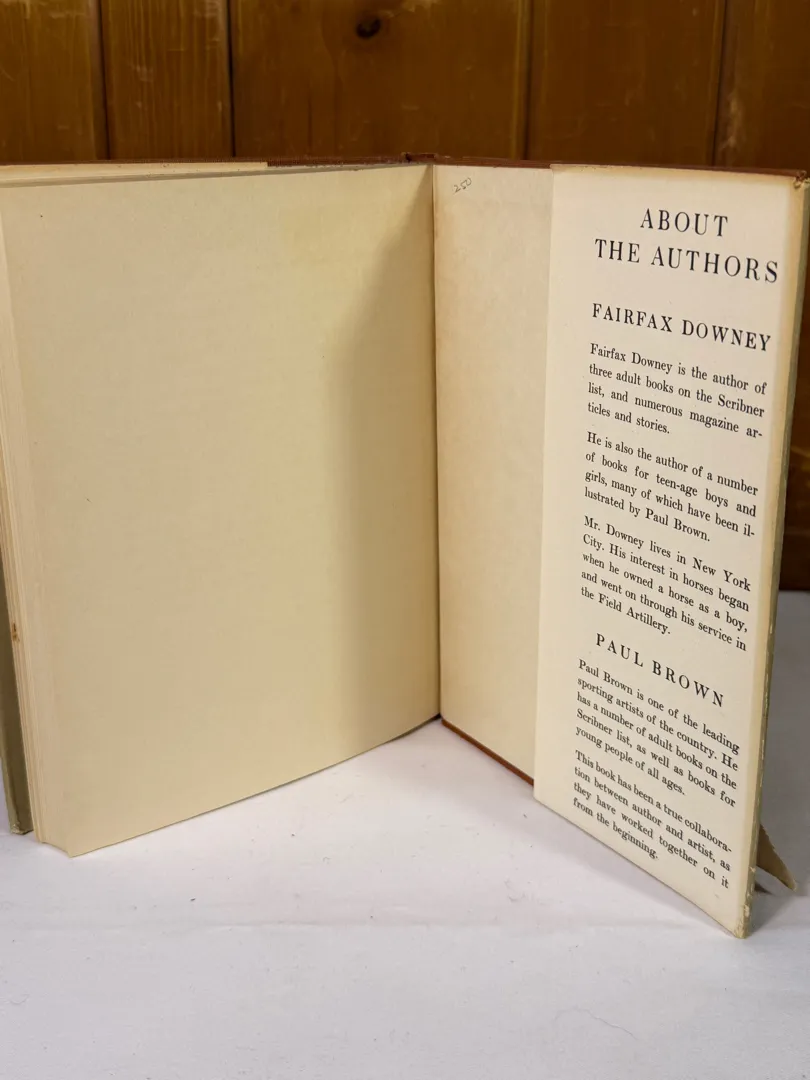 250
ABOUT
THE AUTHORS
FAIRFAX DOWNEY
Fairfax Downey is the author of
three adult books on the Scribner
list, and numerous magazine ar-
ticles and stories.
He is also the author of a number
of books for teen-age boys and
girls, many of which have been il-
lustrated by Paul Brown.
Mr. Downey lives in New York
City. His interest in horses began
when he owned a horse as a boy,
and went on through his service in
the Field Artillery.
PAUL BROWN
Paul Brown is one of the leading
sporting artists of the country. He
has a number of adult books on the
Scribner list, as well as books for
young people of all ages.
This book has been a true collabora-
tion between author and artist, as
they have worked together on it
from the beginning.